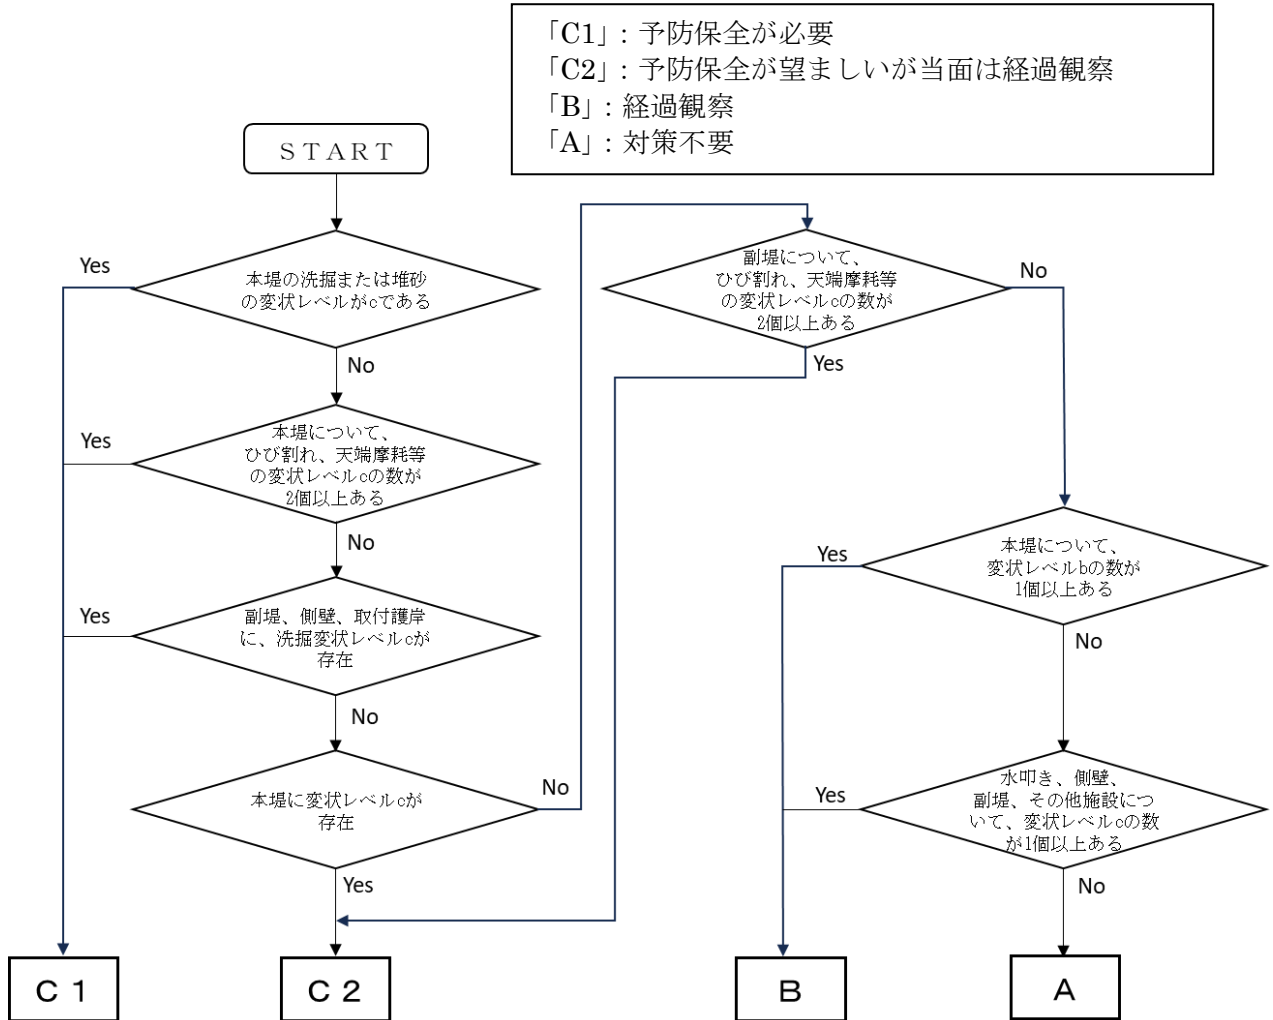 「C1」: 予防保全が必要
「C2」: 予防保全が望ましいが当面は経過観察
「B」: 経過観察
「A」: 対策不要
ＳＴＡＲＴ
Yes
本堤の洗掘または堆砂
の変状レベルがcである
No
Yes
本堤について、
ひび割れ、天端摩耗等
の変状レベルcの数が
2個以上ある
No
Yes
副堤、側壁、取付護岸
に、洗掘変状レベルcが
存在
No
本堤に変状レベルcが
存在
No
Yes
副堤について、
ひび割れ、天端摩耗等
の変状レベルcの数が
2個以上ある
No
Yes
本堤について、
変状レベルbの数が
1個以上ある
Yes
No
水叩き、側壁、
副堤、その他施設につ
いて、変状レベルcの数
が1個以上ある
Yes
No
Ｃ１
Ｃ２
Ｂ
Ａ